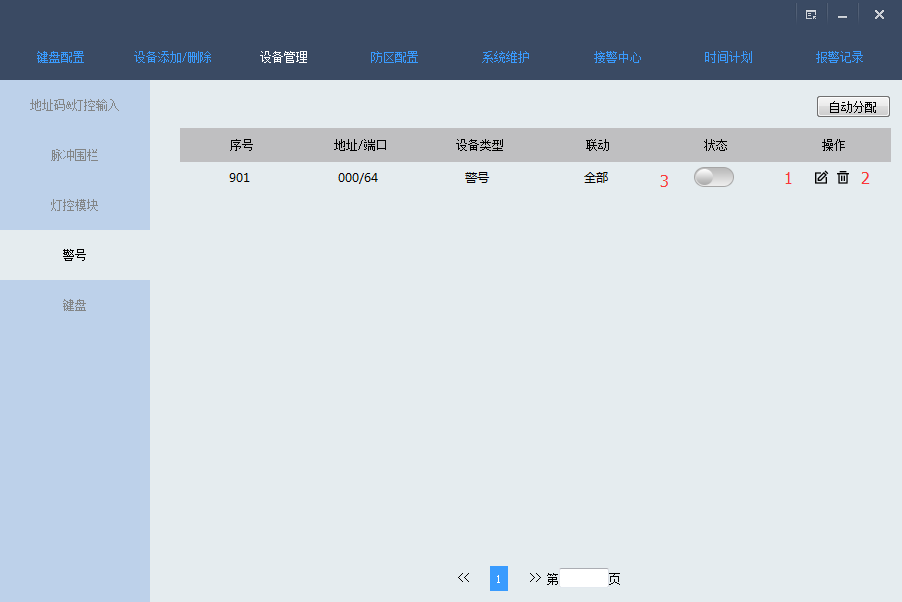 键盘配置 设备添加/删除 设备管理 防区配置 系统维护 接警中心 时间计划 报警记录
地址码&灯控输入
脉冲围栏
灯控模块
警号
键盘
自动分配
序号 地址/端口 设备类型 联动 状态 操作
901 000/64 警号 全部 3 1 2
<< 1 >> 第 页